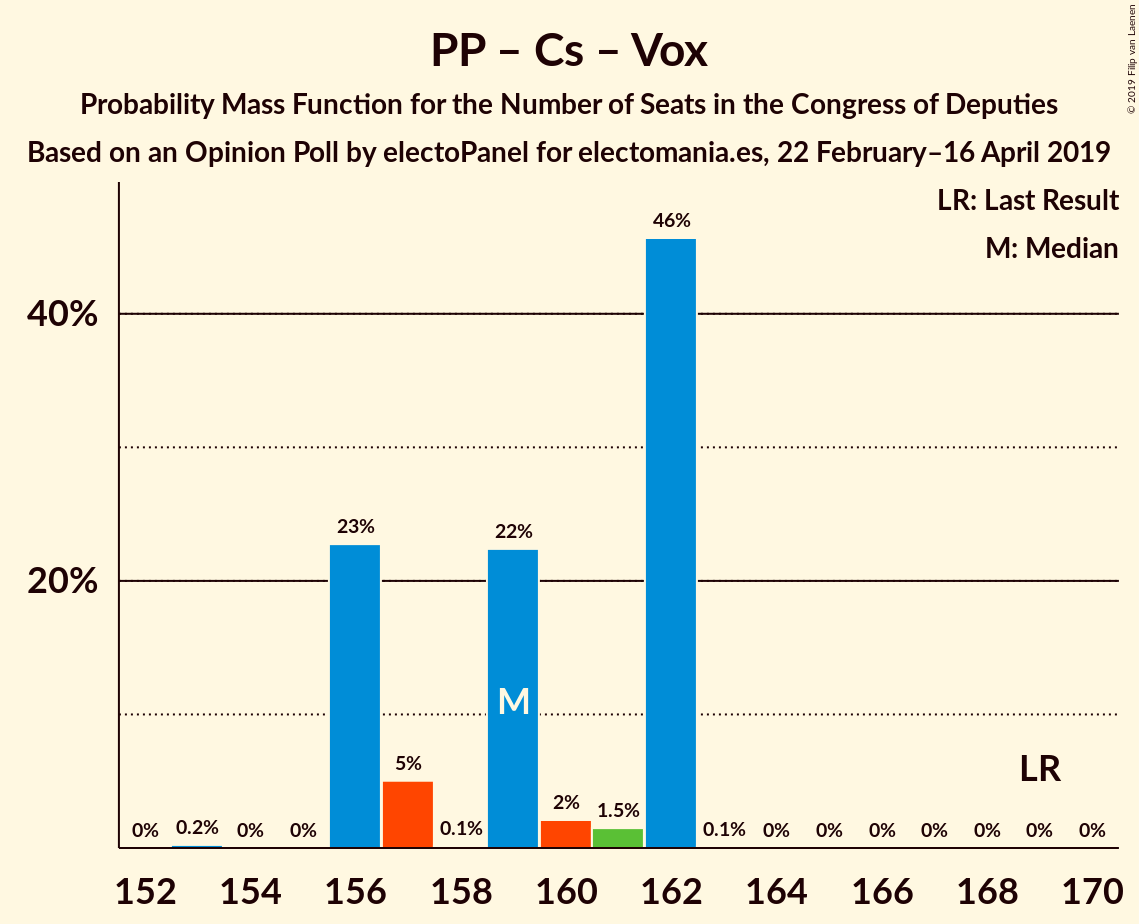 PP – Cs – Vox
Probability Mass Function for the Number of Seats in the Congress of Deputies
Based on an Opinion Poll by electoPanel for electomania.es, 22 February–16 April 2019
© 2019 Filip van Laenen
LR: Last Result
M: Median
46%
40%
23%
22%
20%
M
5%
LR
2%
1.5%
0%
0.2%
0%
0%
0.1%
0.1%
0%
0%
0%
0%
0%
0%
0%
152 154 156 158 160 162 164 166 168 170